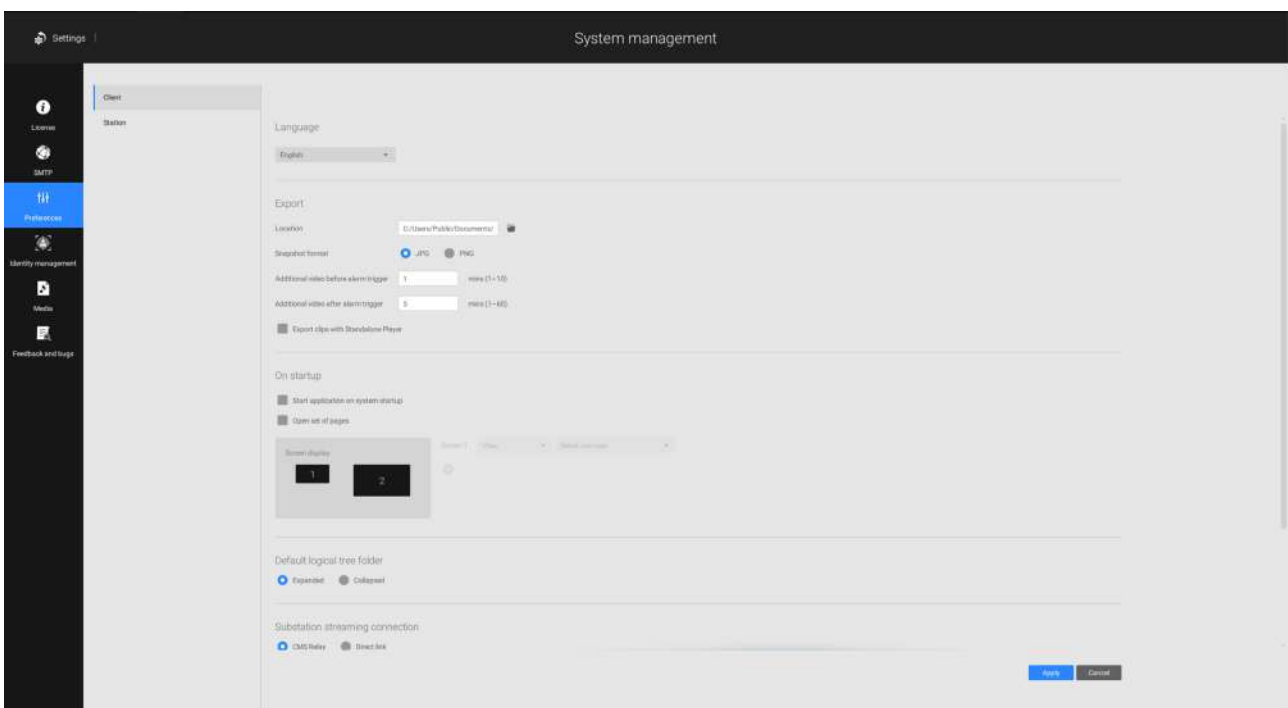 Settings
System management
License
SMTP
Preferences
Identity management
Media
Feedback and bugs
Client
Station
Language
English
Export
Location C:/Users/Public/Documents/
Snapshot format JPG PNG
Additional video before alarm trigger 1 mins (1~10)
Additional video after alarm trigger 5 mins (1~60)
Export clips with Standalone Player
On startup
Start application on system startup
Open set of pages
Screen display
1
2
Screen 1 View
Default logical tree folder
Expanded Collapsed
Substation streaming connection
CMS Relay Direct link
Apply Cancel